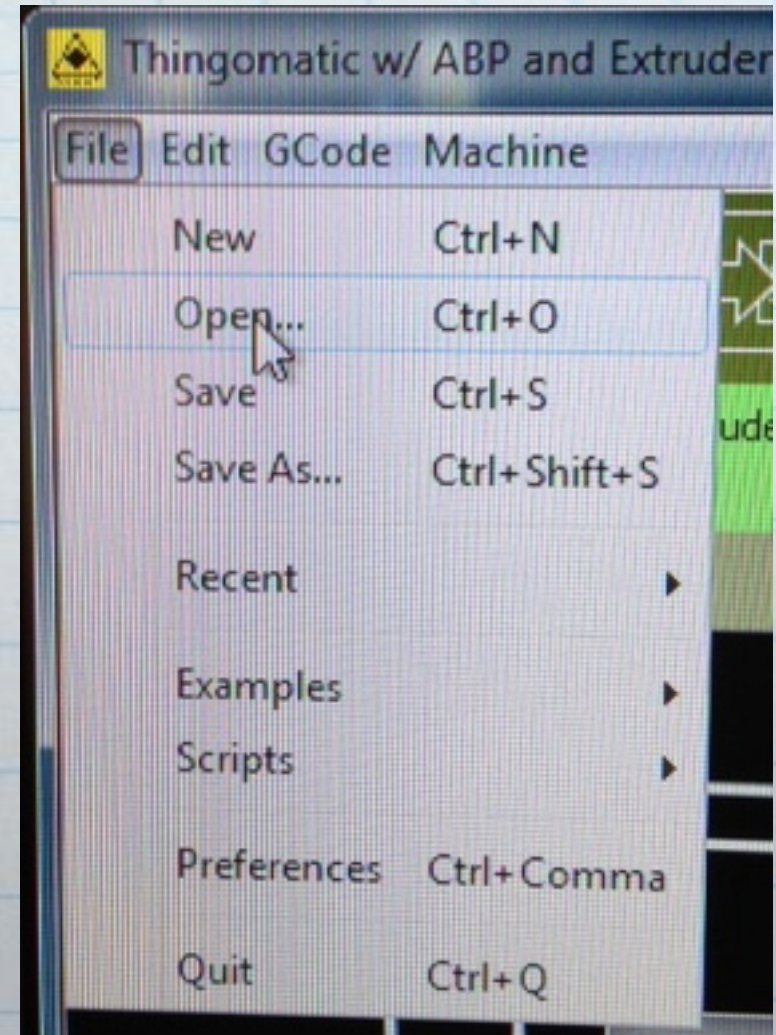 Thingomatic w/ ABP and Extruder
File Edit GCode Machine
New Ctrl+N
Open... Ctrl+O
Save Ctrl+S
Save As... Ctrl+Shift+S
Recent
Examples
Scripts
Preferences Ctrl+Comma
Quit Ctrl+Q
ude